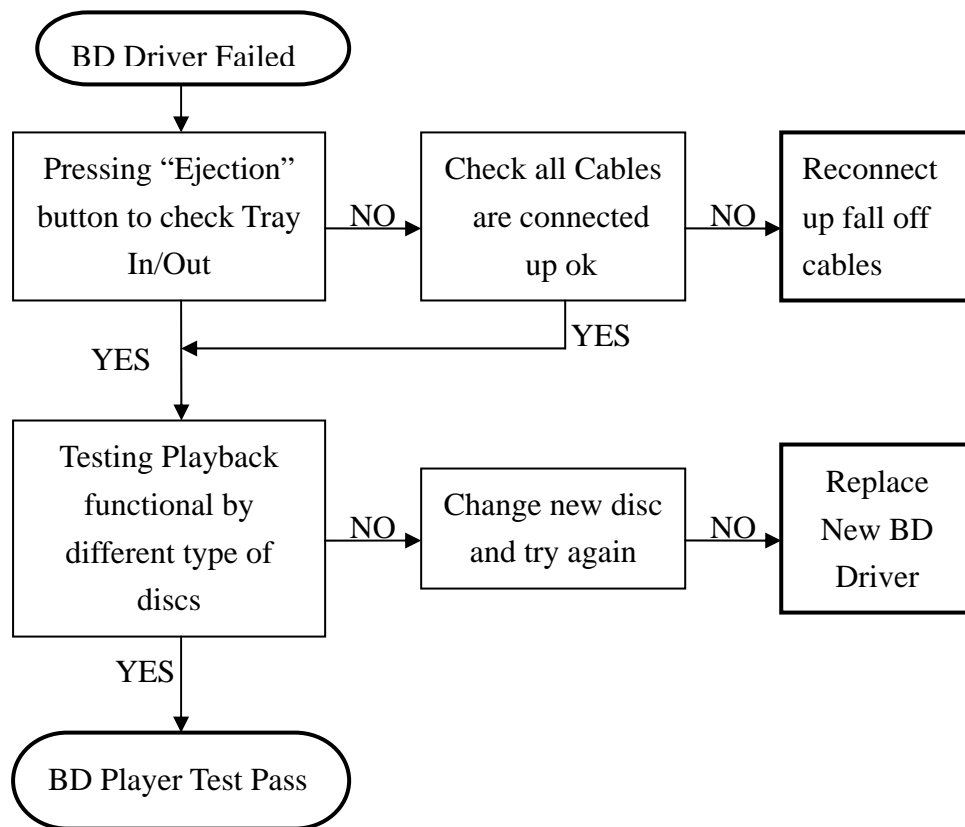 BD Driver Failed
Pressing “Ejection”
button to check Tray
In/Out
NO
Check all Cables
are connected
up ok
NO
Reconnect
up fall off
cables
YES
YES
Testing Playback
functional by
different type of
discs
NO
Change new disc
and try again
NO
Replace
New BD
Driver
YES
BD Player Test Pass